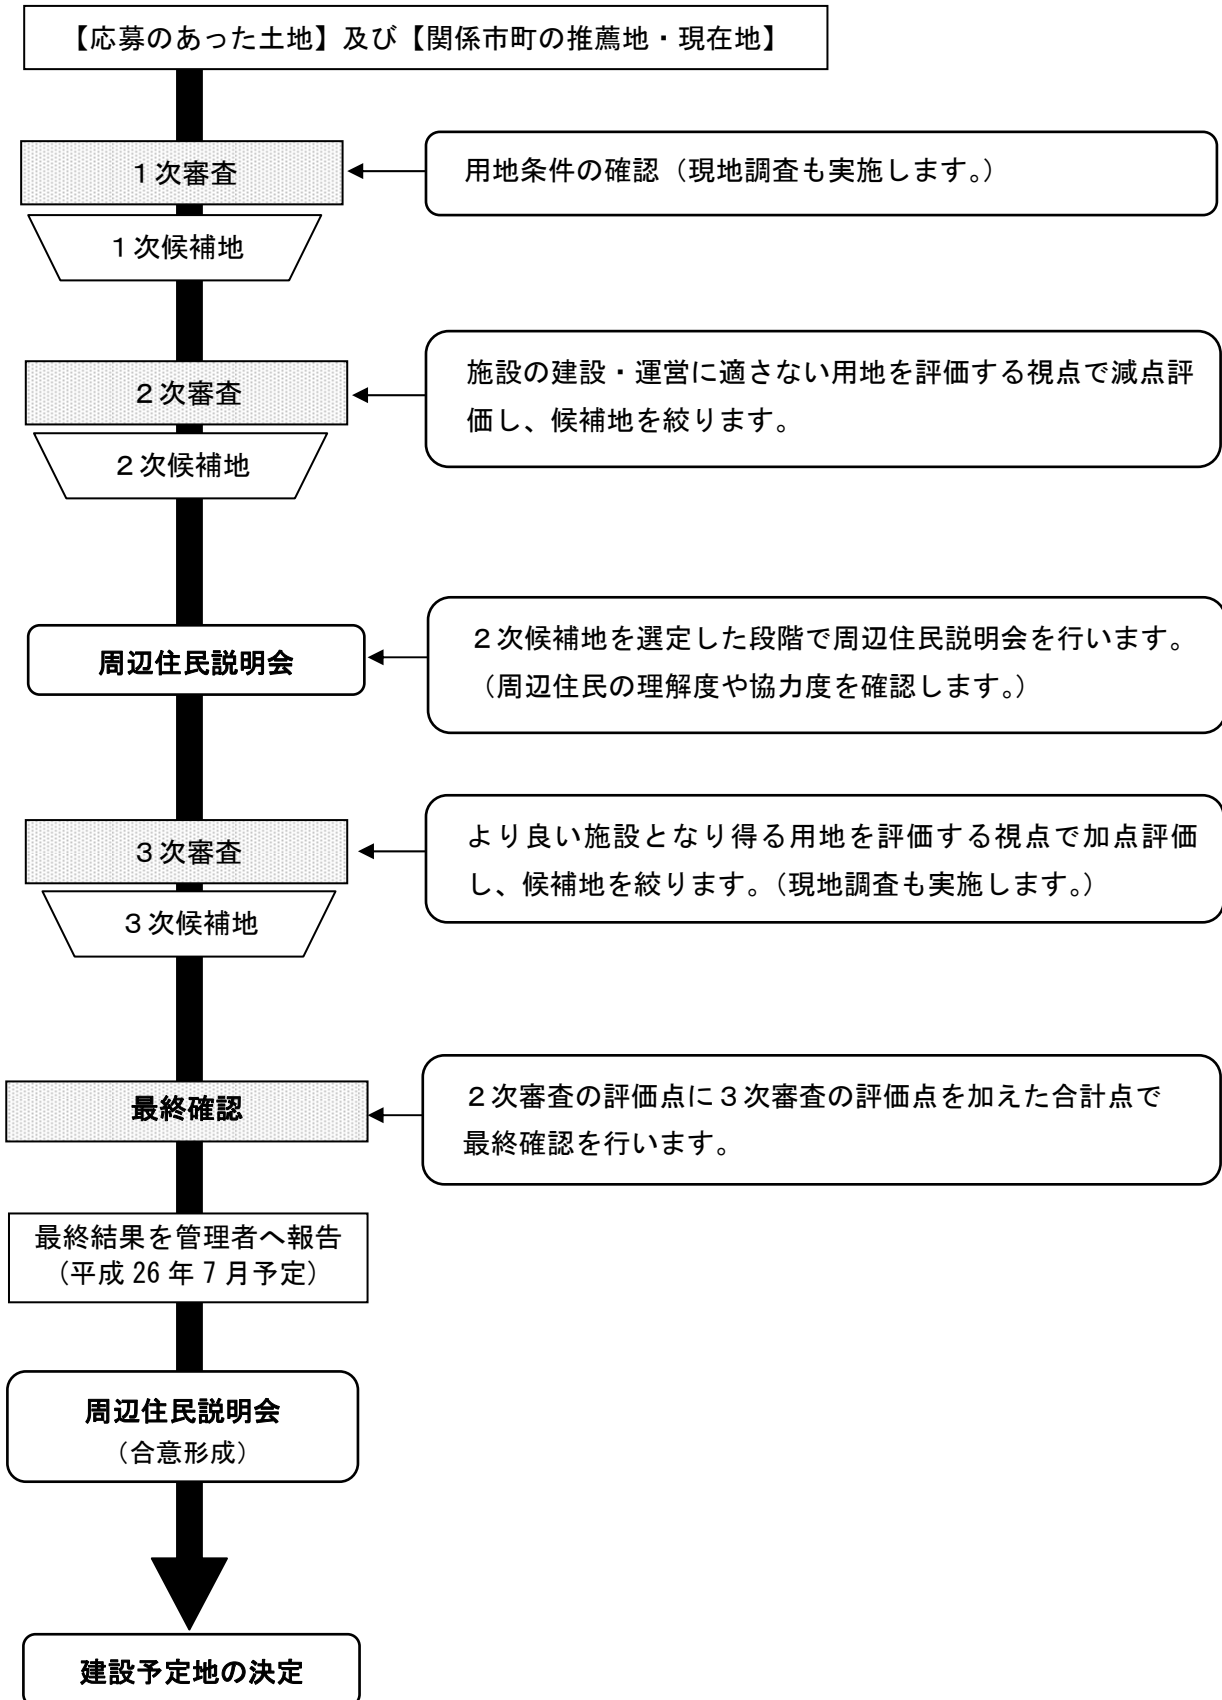 【応募のあった土地】及び【関係市町の推薦地・現在地】
１次審査
用地条件の確認（現地調査も実施します。）
１次候補地
２次審査
施設の建設・運営に適さない用地を評価する視点で減点評
価し、候補地を絞ります。
２次候補地
周辺住民説明会
２次候補地を選定した段階で周辺住民説明会を行います。
（周辺住民の理解度や協力度を確認します。）
３次審査
より良い施設となり得る用地を評価する視点で加点評価
し、候補地を絞ります。（現地調査も実施します。）
３次候補地
最終確認
２次審査の評価点に３次審査の評価点を加えた合計点で
最終確認を行います。
最終結果を管理者へ報告
（平成 26 年 7 月予定）
周辺住民説明会
（合意形成）
建設予定地の決定